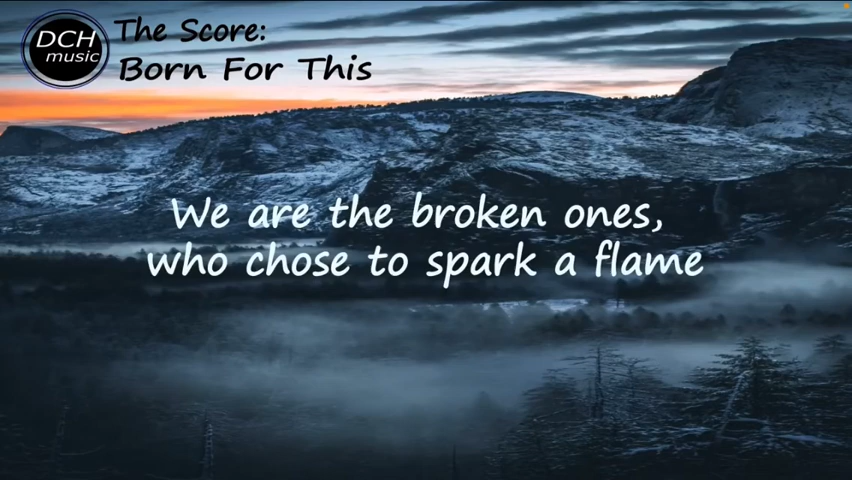 DCH
music
The Score:
Born For This
We are the broken ones,
who chose to spark a flame